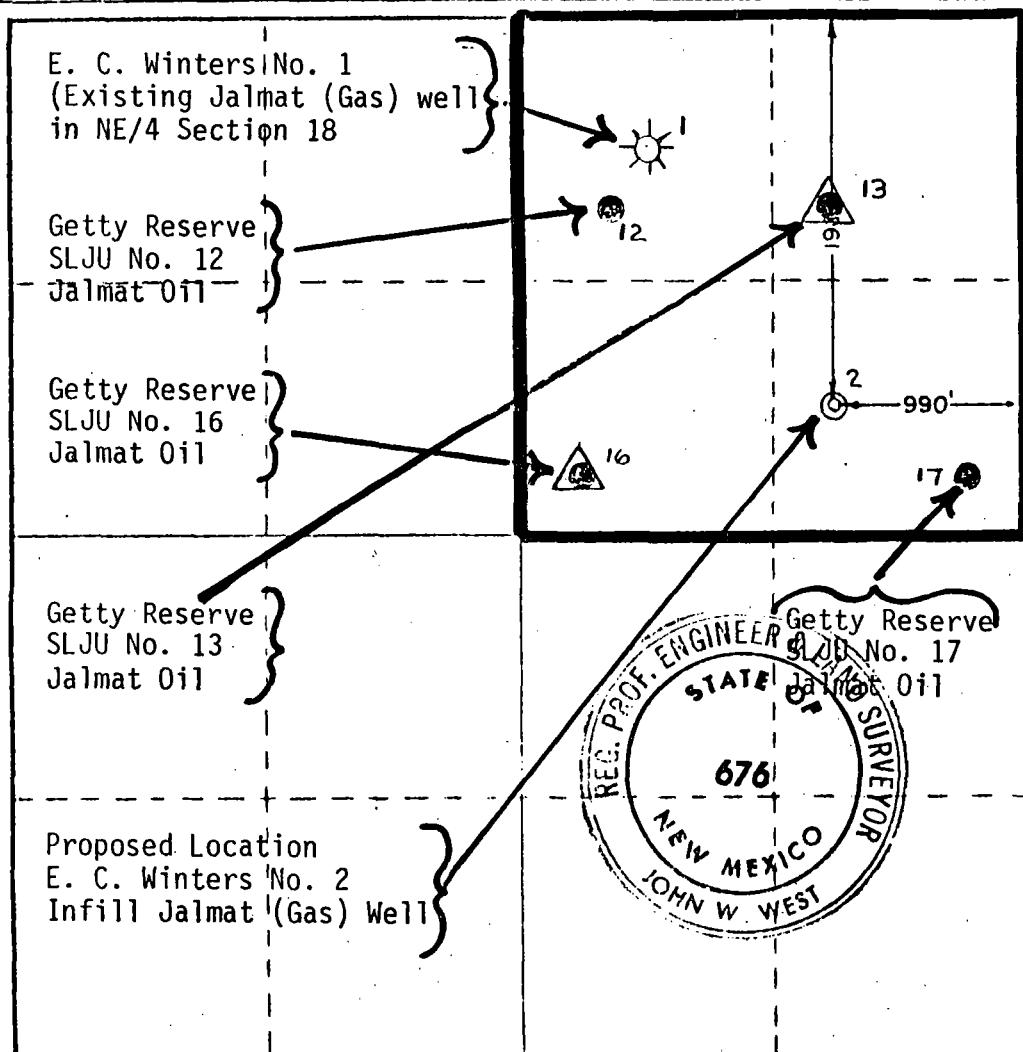 E. C. Winters No. 1
(Existing Jalmat (Gas) well
in NE/4 Section 18
1
Getty Reserve
SLJU No. 12
Jalmat Oil
12
13
Getty Reserve
SLJU No. 16
Jalmat Oil
16
2
990'
17
Getty Reserve
SLJU No. 13
Jalmat Oil
Getty Reserve
SLJU No. 17
Jalmat Oil
REG. PROF. ENGINEER & LAND SURVEYOR
STATE OF
676
NEW MEXICO
JOHN W. WEST
Proposed Location
E. C. Winters No. 2
Infill Jalmat (Gas) Well